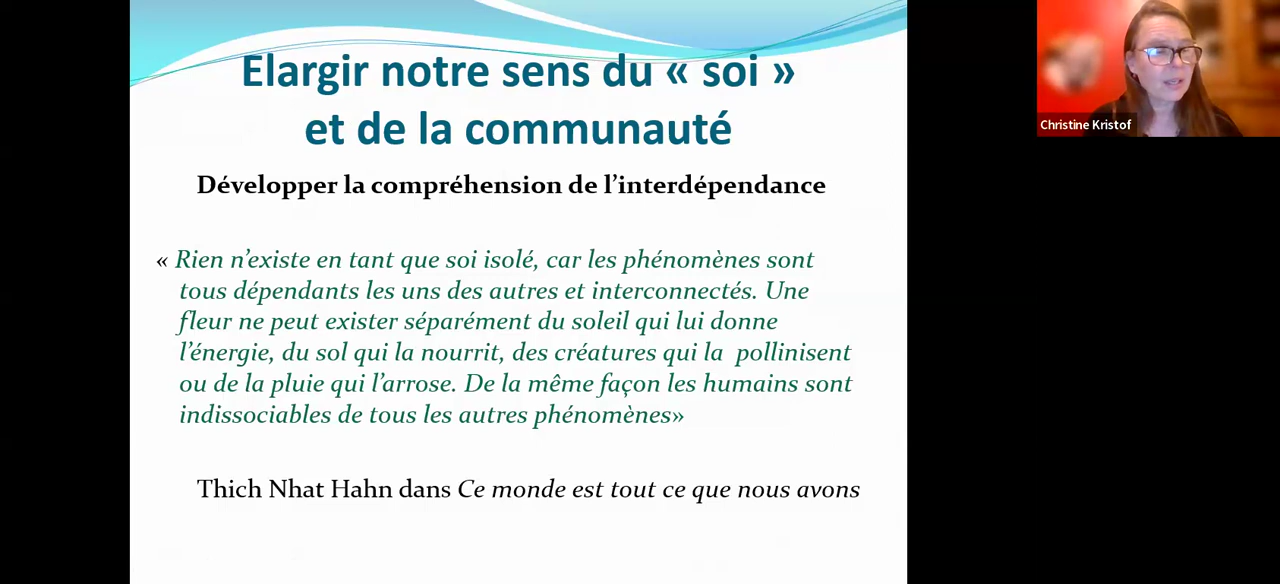 Elargir notre sens du « soi »
et de la communauté
Développer la compréhension de l’interdépendance
« Rien n’existe en tant que soi isolé, car les phénomènes sont
tous dépendants les uns des autres et interconnectés. Une
fleur ne peut exister séparément du soleil qui lui donne
l’énergie, du sol qui la nourrit, des créatures qui la  pollinisent
ou de la pluie qui l’arrose. De la même façon les humains sont
indissociables de tous les autres phénomènes»
Thich Nhat Hahn dans Ce monde est tout ce que nous avons
Christine Kristof